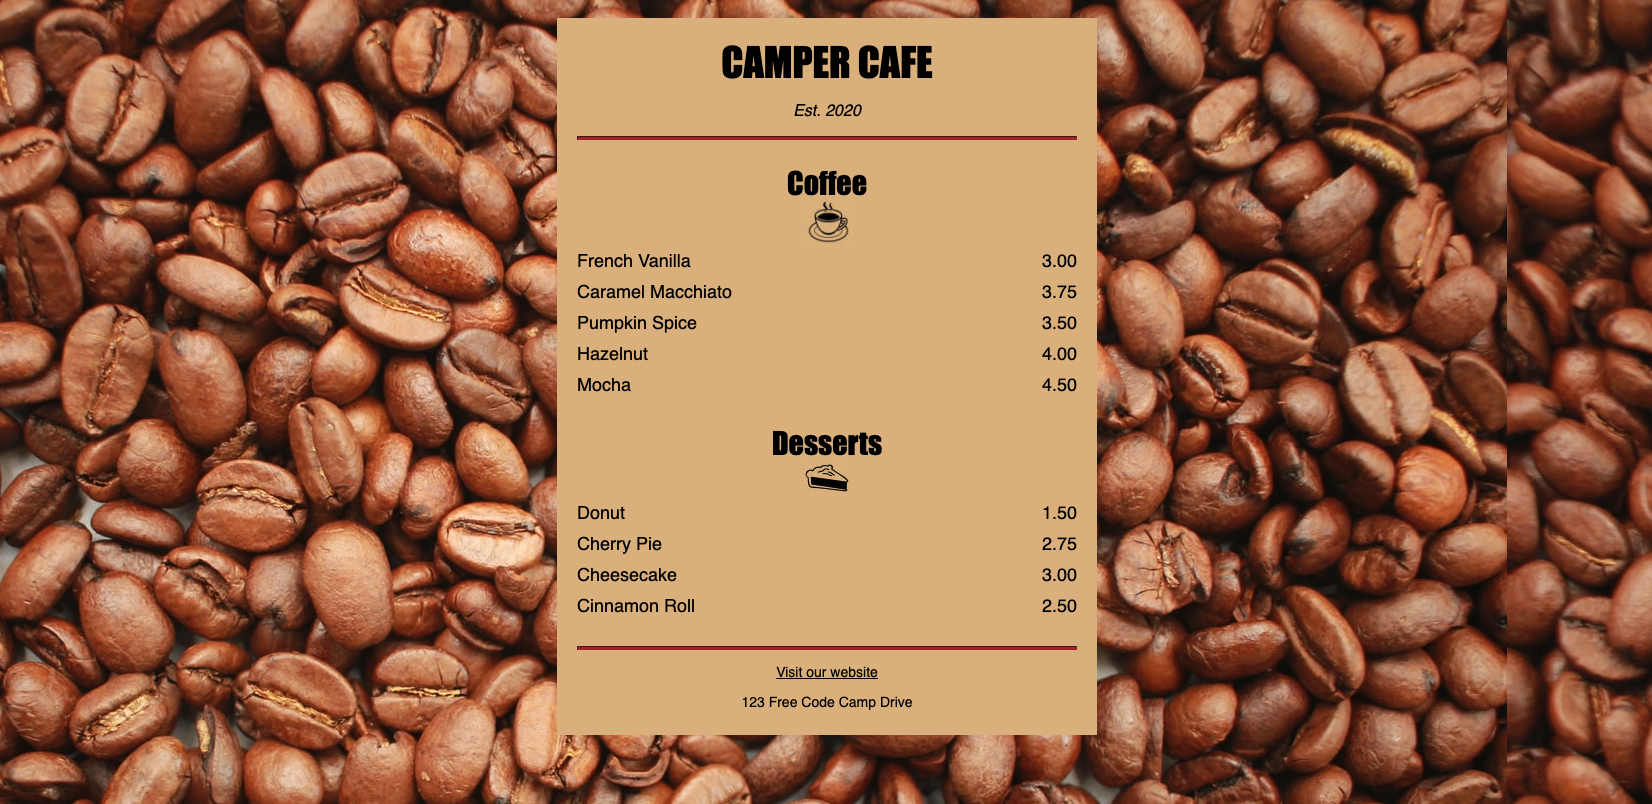 CAMPER CAFE
Est. 2020
Coffee
French Vanilla 3.00
Caramel Macchiato 3.75
Pumpkin Spice 3.50
Hazelnut 4.00
Mocha 4.50
Desserts
Donut 1.50
Cherry Pie 2.75
Cheesecake 3.00
Cinnamon Roll 2.50
Visit our website
123 Free Code Camp Drive